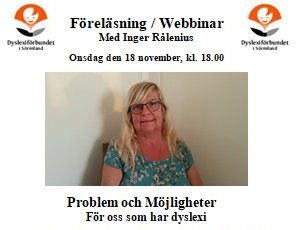 Föreläsning / Webbinar
Med Inger Rålenius
Onsdag den 18 november, kl. 18.00
Dyslexiförbundet
i Sörmland
Dyslexiförbundet
i Sörmland
Problem och Möjligheter
För oss som har dyslexi